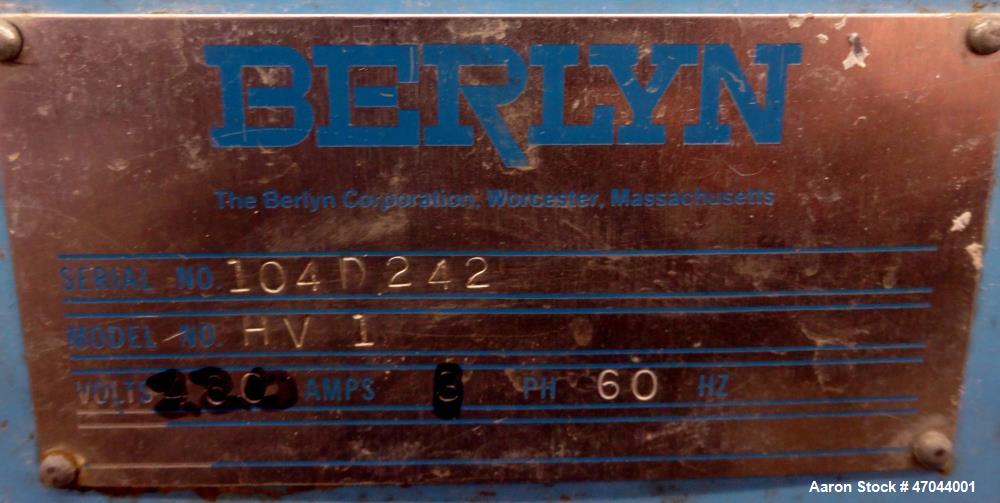 BERLYN
The Berlyn Corporation, Worcester, Massachusetts
SERIAL NO. 104D242
MODEL NO. HV 1
VOLTS AMPS PH 60 HZ
Aaron Stock # 47044001